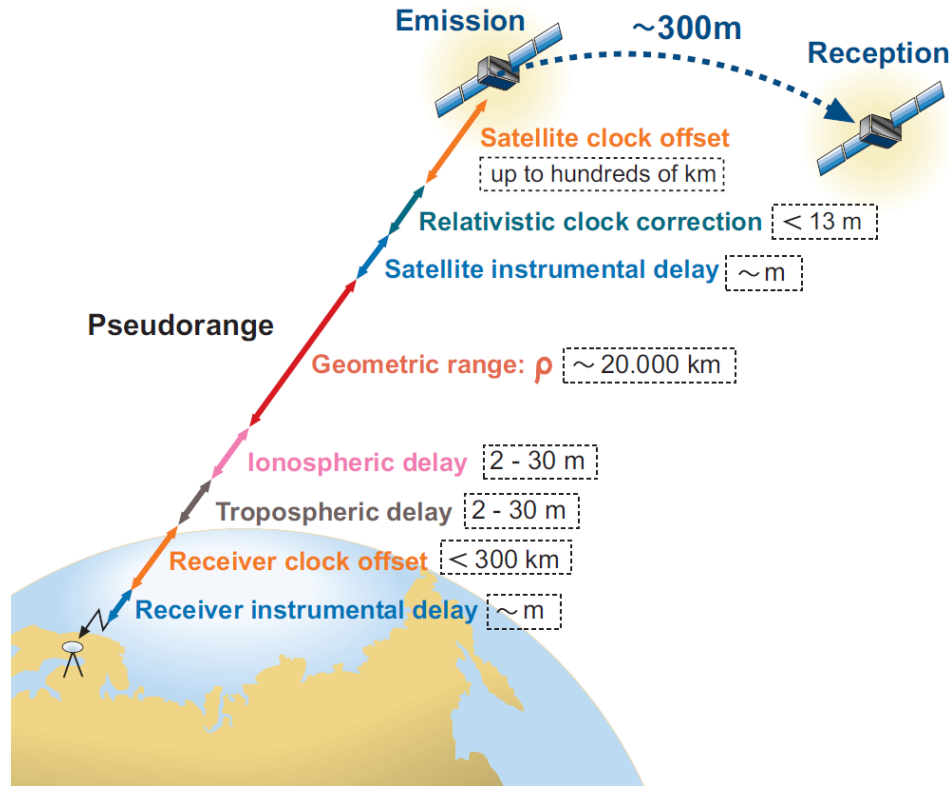 Emission
~300m
Reception
Satellite clock offset
up to hundreds of km
Relativistic clock correction < 13 m
Satellite instrumental delay ~m
Pseudorange
Geometric range: ρ ~ 20.000 km
Ionospheric delay 2 - 30 m
Tropospheric delay 2 - 30 m
Receiver clock offset < 300 km
Receiver instrumental delay ~m